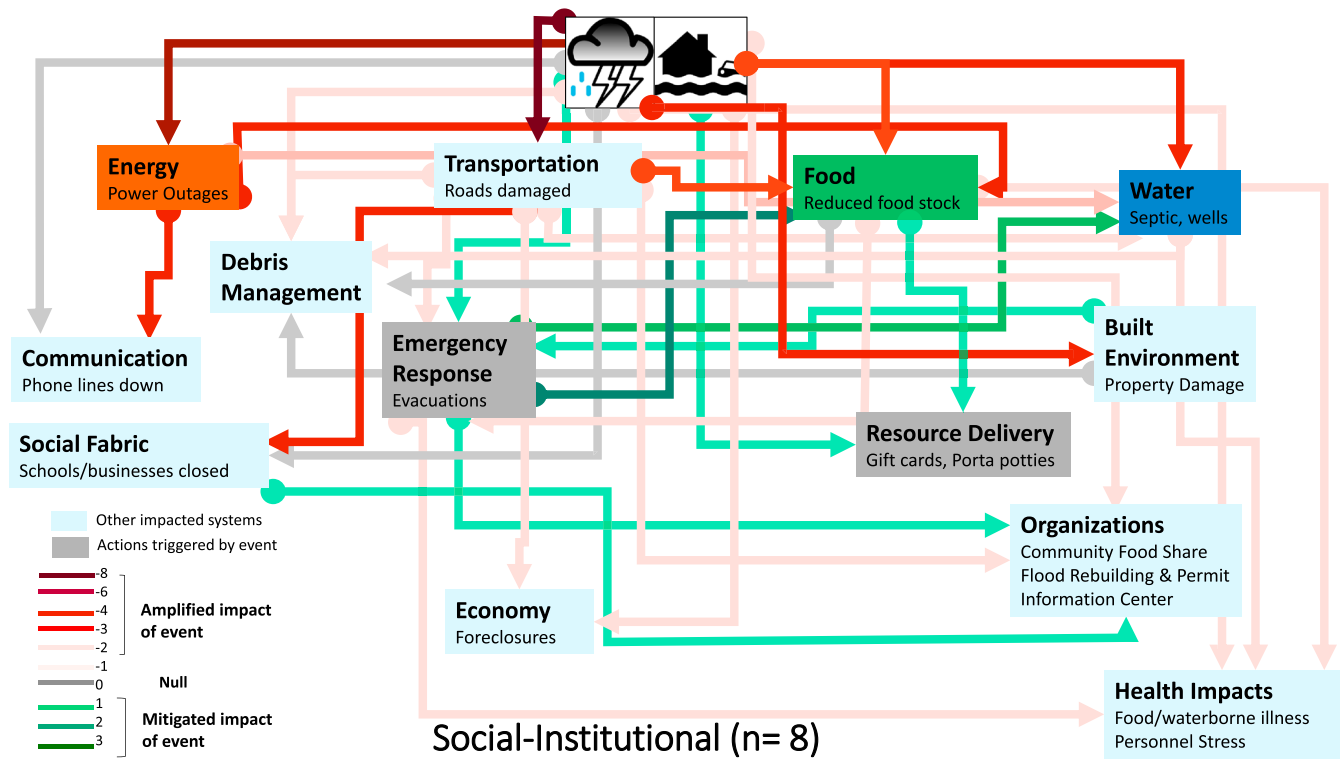 Energy
Power Outages
Transportation
Roads damaged
Food
Reduced food stock
Water
Septic, wells
Debris
Management
Communication
Phone lines down
Emergency
Response
Evacuations
Built
Environment
Property Damage
Social Fabric
Schools/businesses closed
Resource Delivery
Gift cards, Porta potties
Organizations
Community Food Share
Flood Rebuilding & Permit
Information Center
Economy
Foreclosures
Health Impacts
Food/waterborne illness
Personnel Stress
Other impacted systems
Actions triggered by event
-8
-6
-4
-3
-2
-1
0
1
2
3
Amplified impact
of event
Null
Mitigated impact
of event
Social-Institutional (n= 8)